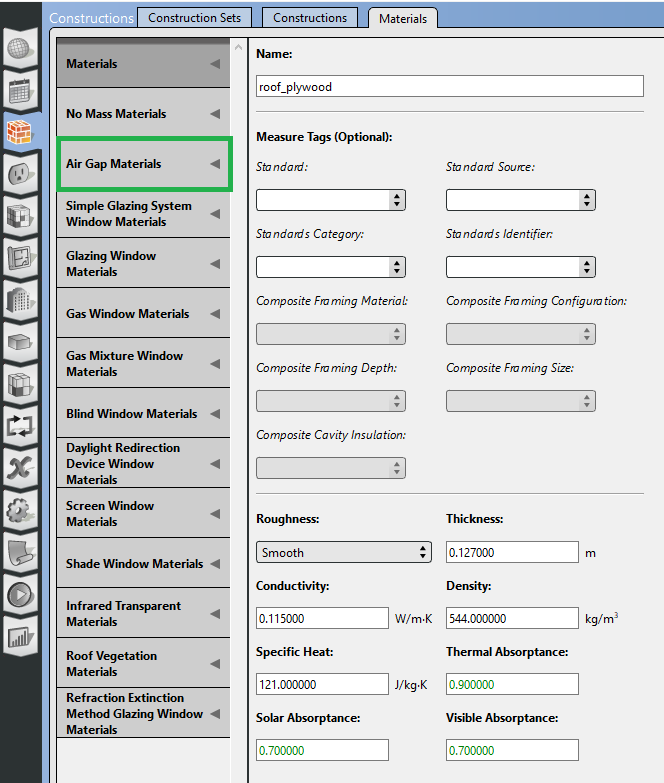 Constructions Construction Sets Constructions Materials
Materials
No Mass Materials
Air Gap Materials
Simple Glazing System
Window Materials
Glazing Window
Materials
Gas Window Materials
Gas Mixture Window
Materials
Blind Window Materials
Daylight Redirection
Device Window
Materials
Screen Window
Materials
Shade Window Materials
Infrared Transparent
Materials
Roof Vegetation
Materials
Refraction Extinction
Method Glazing Window
Materials
Name:
roof_plywood
Measure Tags (Optional):
Standard: Standard Source:
Standards Category: Standards Identifier:
Composite Framing Material: Composite Framing Configuration:
Composite Framing Depth: Composite Framing Size:
Composite Cavity Insulation:
Roughness: Thickness:
Smooth 0.127000 m
Conductivity: Density:
0.115000 W/m·K 544.000000 kg/m³
Specific Heat: Thermal Absorptance:
121.000000 J/kg·K 0.900000
Solar Absorptance: Visible Absorptance:
0.700000 0.700000